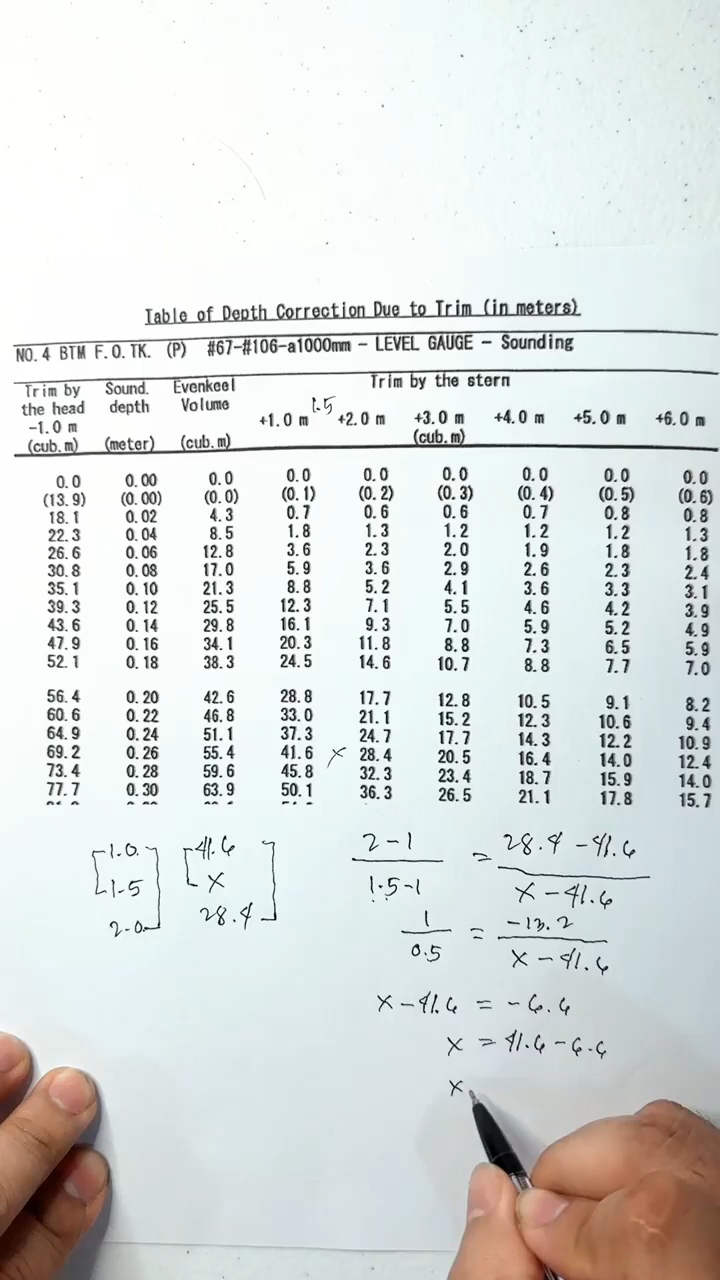 Table of Depth Correction Due to Trim (in meters)
NO. 4 BTM F. O. TK. (P) #67-#106-a1000mm - LEVEL GAUGE - Sounding
Trim by the head -1.0 m (cub. m) Sound. depth (meter) Evenkeel Volume (cub. m) Trim by the stern
+1.0 m 1.5 +2.0 m +3.0 m (cub. m) +4.0 m +5.0 m +6.0 m
0.0 0.00 0.0 0.0 0.0 0.0 0.0 0.0 0.0
(13.9) (0.00) (0.0) (0.1) (0.2) (0.3) (0.4) (0.5) (0.6)
18.1 0.02 4.3 0.7 0.6 0.6 0.7 0.8 0.8
22.3 0.04 8.5 1.8 1.3 1.2 1.2 1.2 1.3
26.6 0.06 12.8 3.6 2.3 2.0 1.9 1.8 1.8
30.8 0.08 17.0 5.9 3.6 2.9 2.6 2.3 2.4
35.1 0.10 21.3 8.8 5.2 4.1 3.6 3.3 3.1
39.3 0.12 25.5 12.3 7.1 5.5 4.6 4.2 3.9
43.6 0.14 29.8 16.1 9.3 7.0 5.9 5.2 4.9
47.9 0.16 34.1 20.3 11.8 8.8 7.3 6.5 5.9
52.1 0.18 38.3 24.5 14.6 10.7 8.8 7.7 7.0
56.4 0.20 42.6 28.8 17.7 12.8 10.5 9.1 8.2
60.6 0.22 46.8 33.0 21.1 15.2 12.3 10.6 9.4
64.9 0.24 51.1 37.3 24.7 17.7 14.3 12.2 10.9
69.2 0.26 55.4 41.6 x 28.4 20.5 16.4 14.0 12.4
73.4 0.28 59.6 45.8 32.3 23.4 18.7 15.9 14.0
77.7 0.30 63.9 50.1 36.3 26.5 21.1 17.8 15.7
1.0 41.6
1.5 x
2.0 28.4
2-1 / 1.5-1 = 28.4-41.6 / x-41.6
1 / 0.5 = -13.2 / x-41.6
x-41.6 = -6.6
x = 41.6-6.6
x